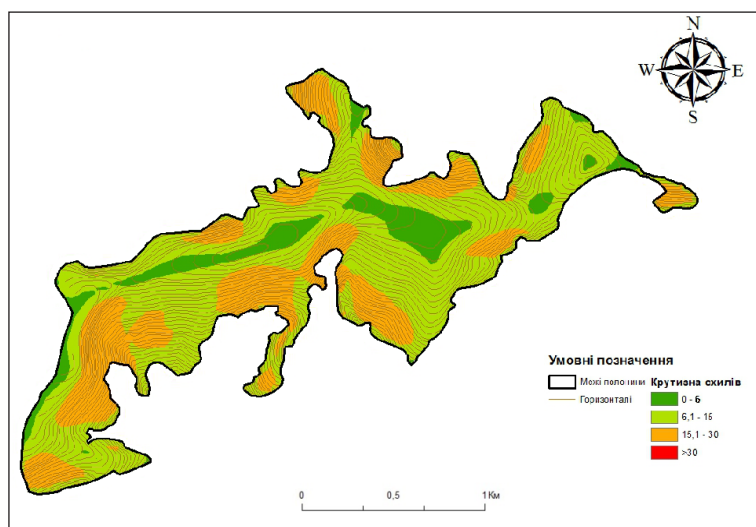 N
W E
S
Умовні позначення
Межі полонини
Горизонталі
Крутизна схилів
0 - 6
6,1 - 15
15,1 - 30
>30
0 0,5 1 Км